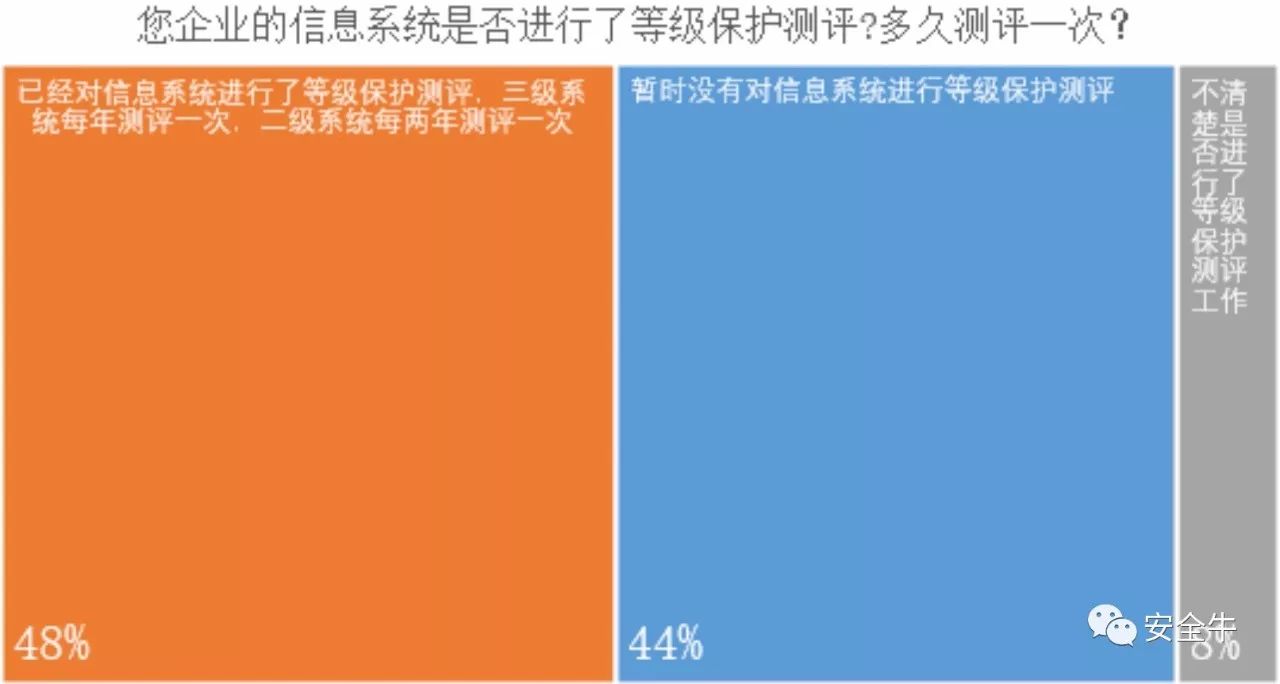 您企业的信息系统是否进行了等级保护测评?多久测评一次？
已经对信息系统进行了等级保护测评，三级系
统每年测评一次，二级系统每两年测评一次
48%
暂时没有对信息系统进行等级保护测评
44%
不清
楚是
否进
行了
等级
保护
测评
工作
8%
安全牛